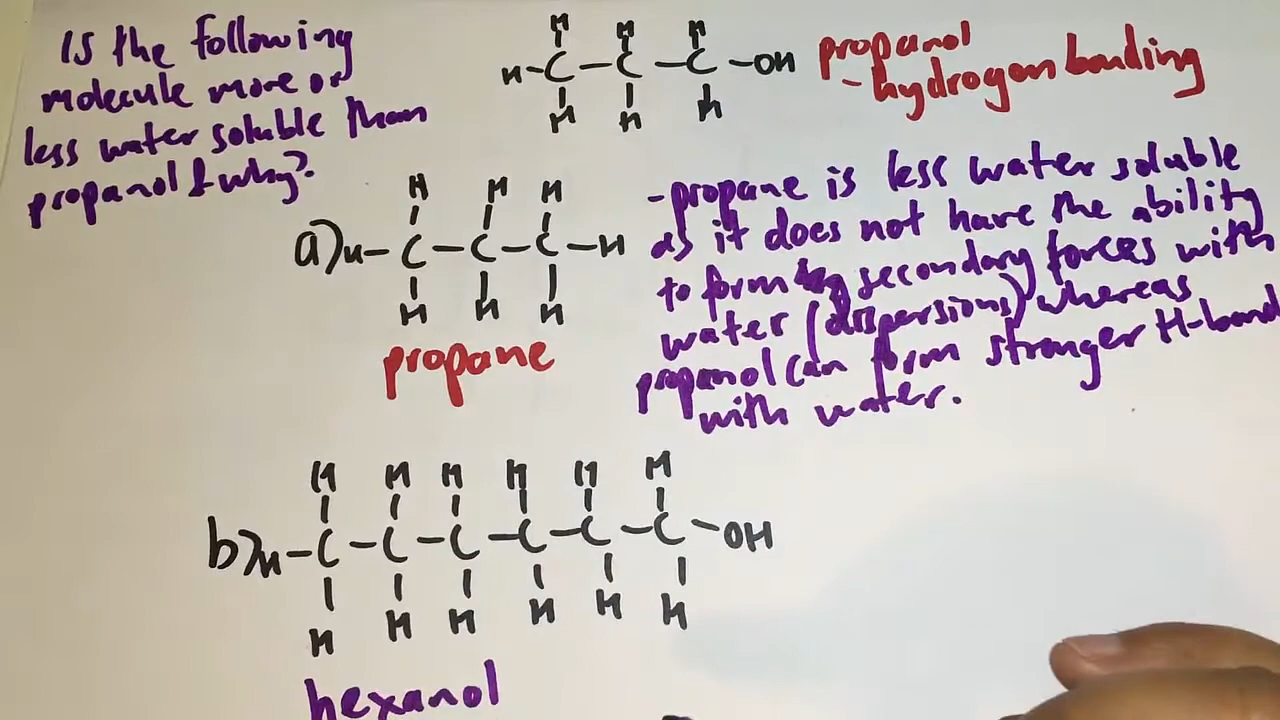 Is the following
molecule more or
less water soluble than
propanol & why?
H H H
H-C-C-C-OH
H H H
propanol
- hydrogen bonding
a) H H H
H-C-C-C-H
H H H
propane
-propane is less water soluble
as it does not have the ability
to form secondary forces with
water (dispersions) whereas
propanol can form stronger H-bond
with water.
b) H H H H H H
H-C-C-C-C-C-C-OH
H H H H H H
hexanol